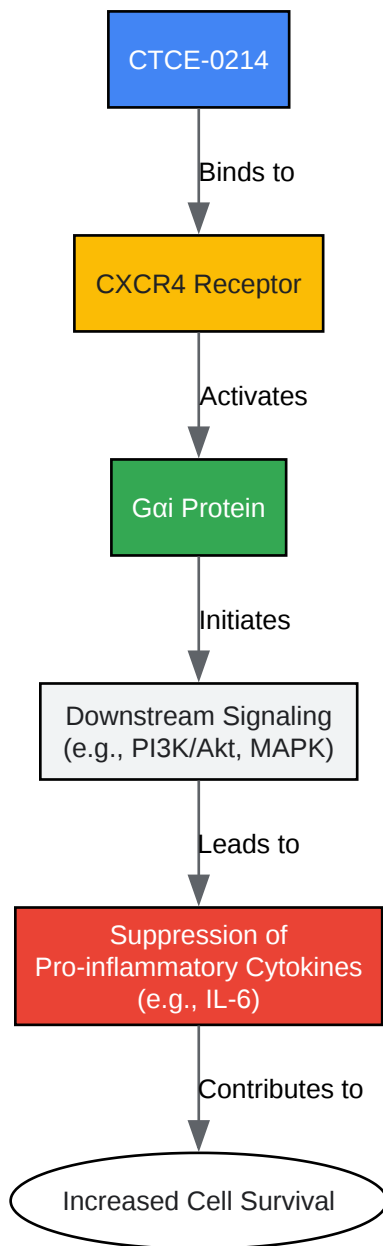 CTCE-0214
Binds to
CXCR4 Receptor
Activates
Gαi Protein
Initiates
Downstream Signaling
(e.g., PI3K/Akt, MAPK)
Leads to
Suppression of
Pro-inflammatory Cytokines
(e.g., IL-6)
Contributes to
Increased Cell Survival